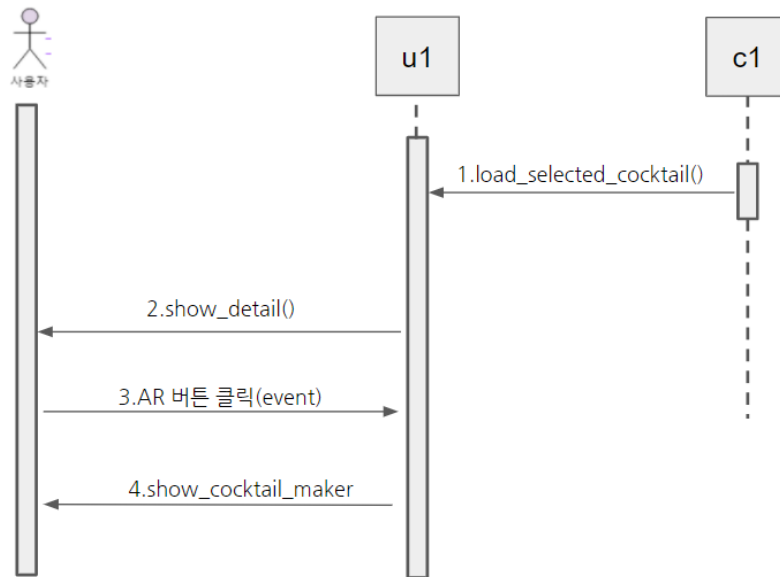 사용자
u1
c1
1.load_selected_cocktail()
2.show_detail()
3.AR 버튼 클릭(event)
4.show_cocktail_maker